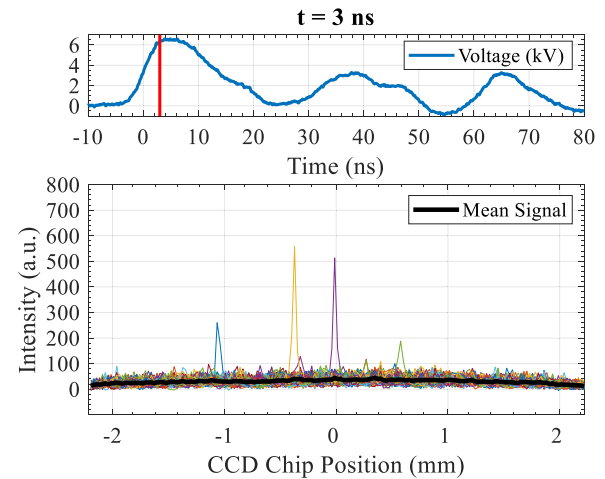 t = 3 ns
6
4
2
0
Voltage (kV)
-10 0 10 20 30 40 50 60 70 80
Time (ns)
800
700
600
500
400
300
200
100
0
Intensity (a.u.)
Mean Signal
-2 -1 0 1 2
CCD Chip Position (mm)